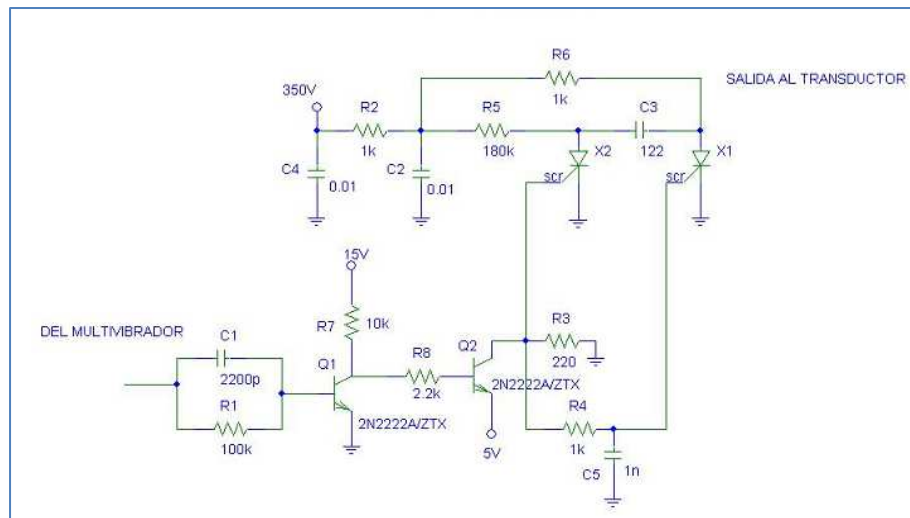 R6
SALIDA AL TRANSDUCTOR
1k
350V
R2
R5
C3
1k
180k
122
X2
X1
C4
C2
scr
scr
0.01
0.01
15V
DEL MULTIVIBRADOR
R7
10k
C1
2200p
Q1
R8
2.2k
Q2
R3
220
2N2222A/ZTX
2N2222A/ZTX
R1
100k
5V
R4
1k
C5
1n